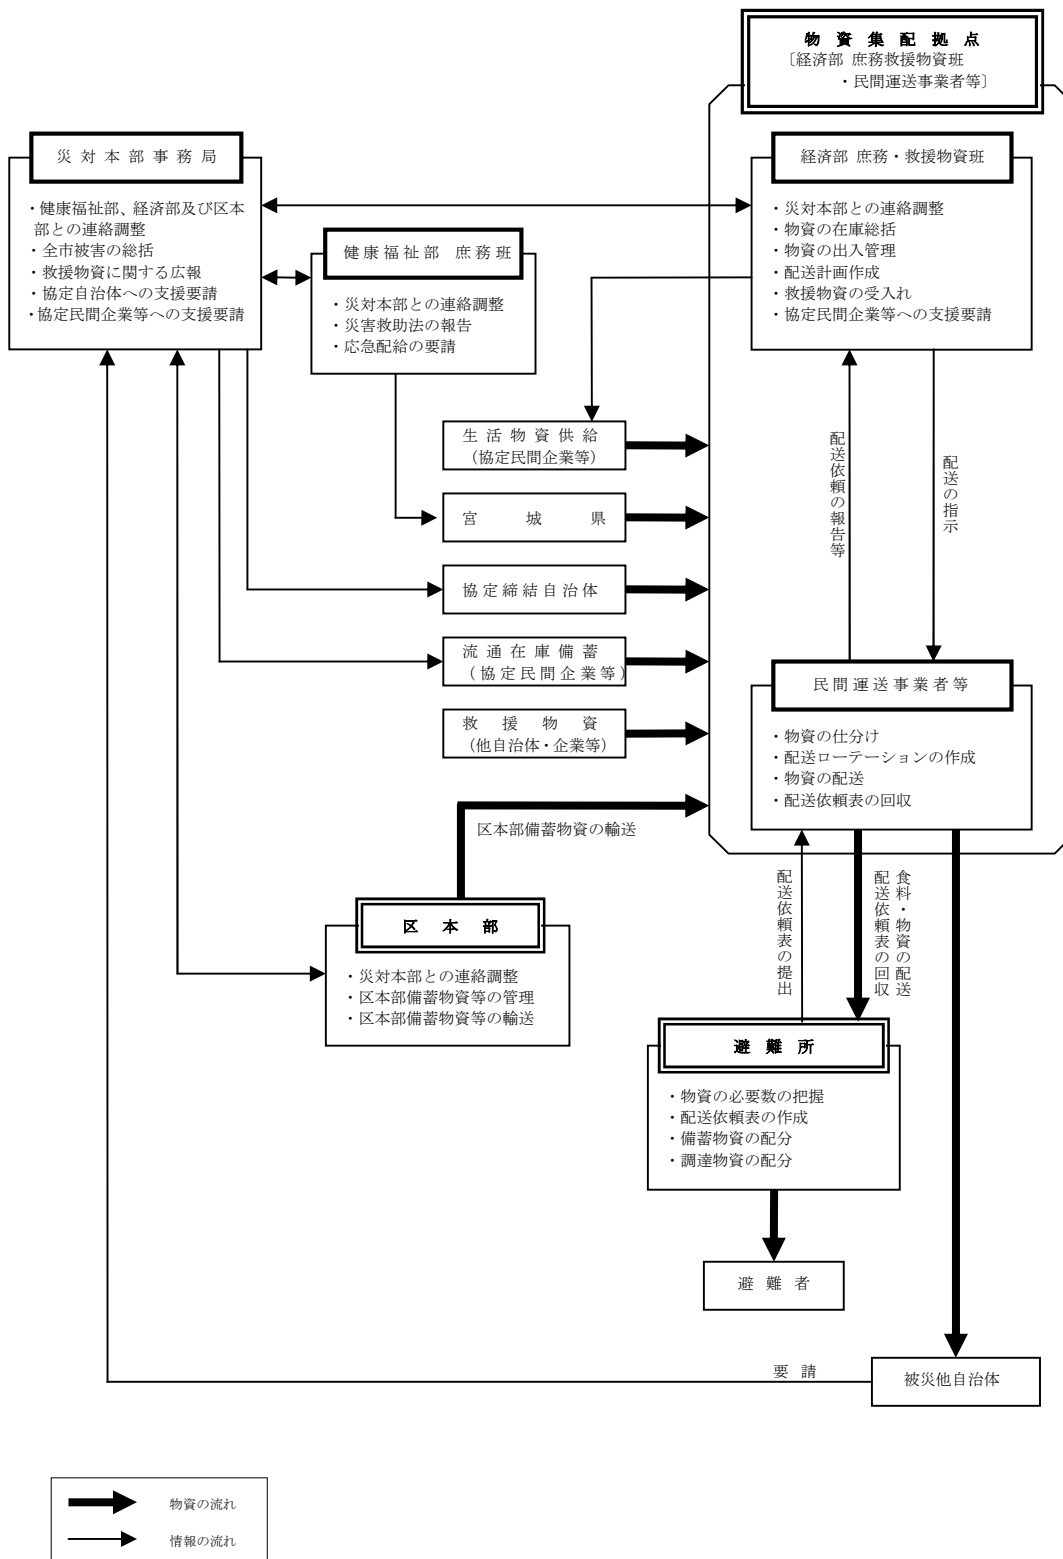 物資集配拠点
〔経済部 庶務救援物資班
・民間運送事業者等〕
災対本部事務局
・健康福祉部、経済部及び区本
部との連絡調整
・全市被害の総括
・救援物資に関する広報
・協定自治体への支援要請
・協定民間企業等への支援要請
経済部 庶務・救援物資班
・災対本部との連絡調整
・物資の在庫総括
・物資の出入管理
・配送計画作成
・救援物資の受入れ
・協定民間企業等への支援要請
健康福祉部 庶務班
・災対本部との連絡調整
・災害救助法の報告
・応急配給の要請
生活物資供給
(協定民間企業等)
宮城県
協定締結自治体
流通在庫備蓄
(協定民間企業等)
救援物資
(他自治体・企業等)
配送依頼の報告等
配送の指示
民間運送事業者等
・物資の仕分け
・配送ローテーションの作成
・物資の配送
・配送依頼表の回収
区本部備蓄物資の輸送
区本部
・災対本部との連絡調整
・区本部備蓄物資等の管理
・区本部備蓄物資等の輸送
配送依頼表の提出
食料・物資の配送
配送依頼表の回収
避難所
・物資の必要数の把握
・配送依頼表の作成
・備蓄物資の配分
・調達物資の配分
避難者
要請
被災他自治体
物資の流れ
情報の流れ